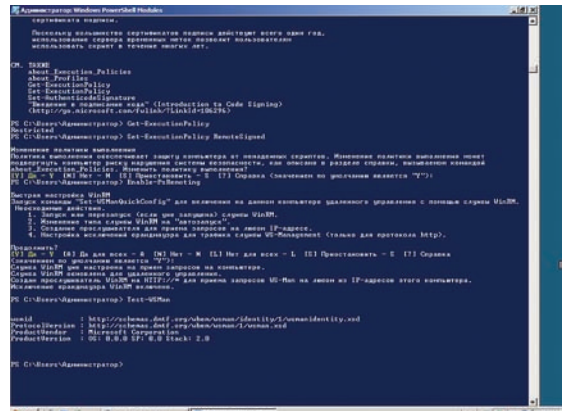 Администратор: Windows PowerShell Modules
сертификата подписи.
Поскольку большинство сертификатов подписи действует всего один год,
использование сервера временных меток позволит пользователям
использовать скрипт в течение многих лет.
СМ. ТАКЖЕ
about_Execution_Policies
about_Profiles
Get-ExecutionPolicy
Set-ExecutionPolicy
Set-AuthenticodeSignature
"Введение в подписание кода" (Introduction to Code Signing)
(http://go.microsoft.com/fwlink/?LinkId=106296)
PS C:\Users\Администратор> Get-ExecutionPolicy
Restricted
PS C:\Users\Администратор> Set-ExecutionPolicy RemoteSigned
Изменение политики выполнения
Политика выполнения обеспечивает защиту компьютера от ненадежных скриптов. Изменение политики выполнения может
подвергнуть компьютер риску нарушения системы безопасности, как описано в разделе справки, вызываемом командой
about_Execution_Policies. Изменить политику выполнения?
[Y] Да - Y [N] Нет - N [S] Приостановить - S [?] Справка (значением по умолчанию является "Y"):
PS C:\Users\Администратор> Enable-PsRemoting
Быстрая настройка WinRM
Запуск команды "Set-WSManQuickConfig" для включения на данном компьютере удаленного управления с помощью службы WinRM.
Необходимые действия.
1. Запуск или перезапуск (если уже запущена) службы WinRM.
2. Изменение типа службы WinRM на "автозапуск".
3. Создание прослушивателя для приема запросов на любом IP-адресе.
4. Настройка исключений брандмауэра для трафика службы WS-Management (только для протокола http).
Продолжить?
[Y] Да - Y [A] Да для всех - A [N] Нет - N [L] Нет для всех - L [S] Приостановить - S [?] Справка
(значением по умолчанию является "Y"):
Служба WinRM уже настроена на прием запросов на компьютере.
Служба WinRM обновлена для удаленного управления.
Создан прослушиватель WinRM на HTTP://* для приема запросов WS-Man на любом из IP-адресов этого компьютера.
Исключение брандмауэра WinRM включено.
PS C:\Users\Администратор> Test-WSMan
wsmid : http://schemas.dmtf.org/wbem/wsman/identity/1/wsmanidentity.xsd
ProtocolVersion : http://schemas.dmtf.org/wbem/wsman/1/wsman.xsd
ProductVendor : Microsoft Corporation
ProductVersion : OS: 0.0.0 SP: 0.0 Stack: 2.0
PS C:\Users\Администратор>